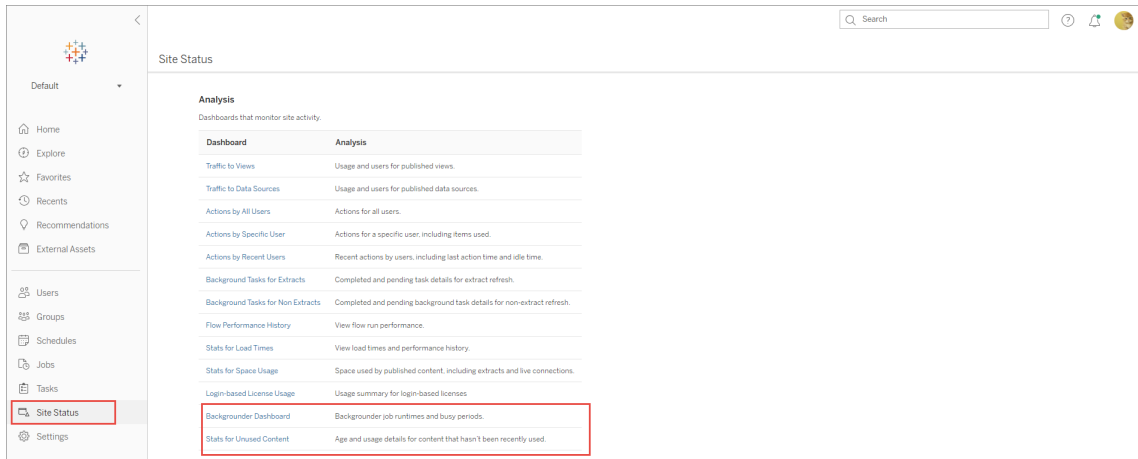 Search
Site Status
Default
Home
Explore
Favorites
Recents
Recommendations
External Assets
Users
Groups
Schedules
Jobs
Tasks
Site Status
Settings
Analysis
Dashboards that monitor site activity.
Dashboard Analysis
Traffic to Views Usage and users for published views.
Traffic to Data Sources Usage and users for published data sources.
Actions by All Users Actions for all users.
Actions by Specific User Actions for a specific user, including items used.
Actions by Recent Users Recent actions by users, including last action time and idle time.
Background Tasks for Extracts Completed and pending task details for extract refresh.
Background Tasks for Non Extracts Completed and pending background task details for non-extract refresh.
Flow Performance History View flow run performance.
Stats for Load Times View load times and performance history.
Stats for Space Usage Space used by published content, including extracts and live connections.
Login-based License Usage Usage summary for login-based licenses
Backgrounder Dashboard Backgrounder job runtimes and busy periods.
Stats for Unused Content Age and usage details for content that hasn't been recently used.